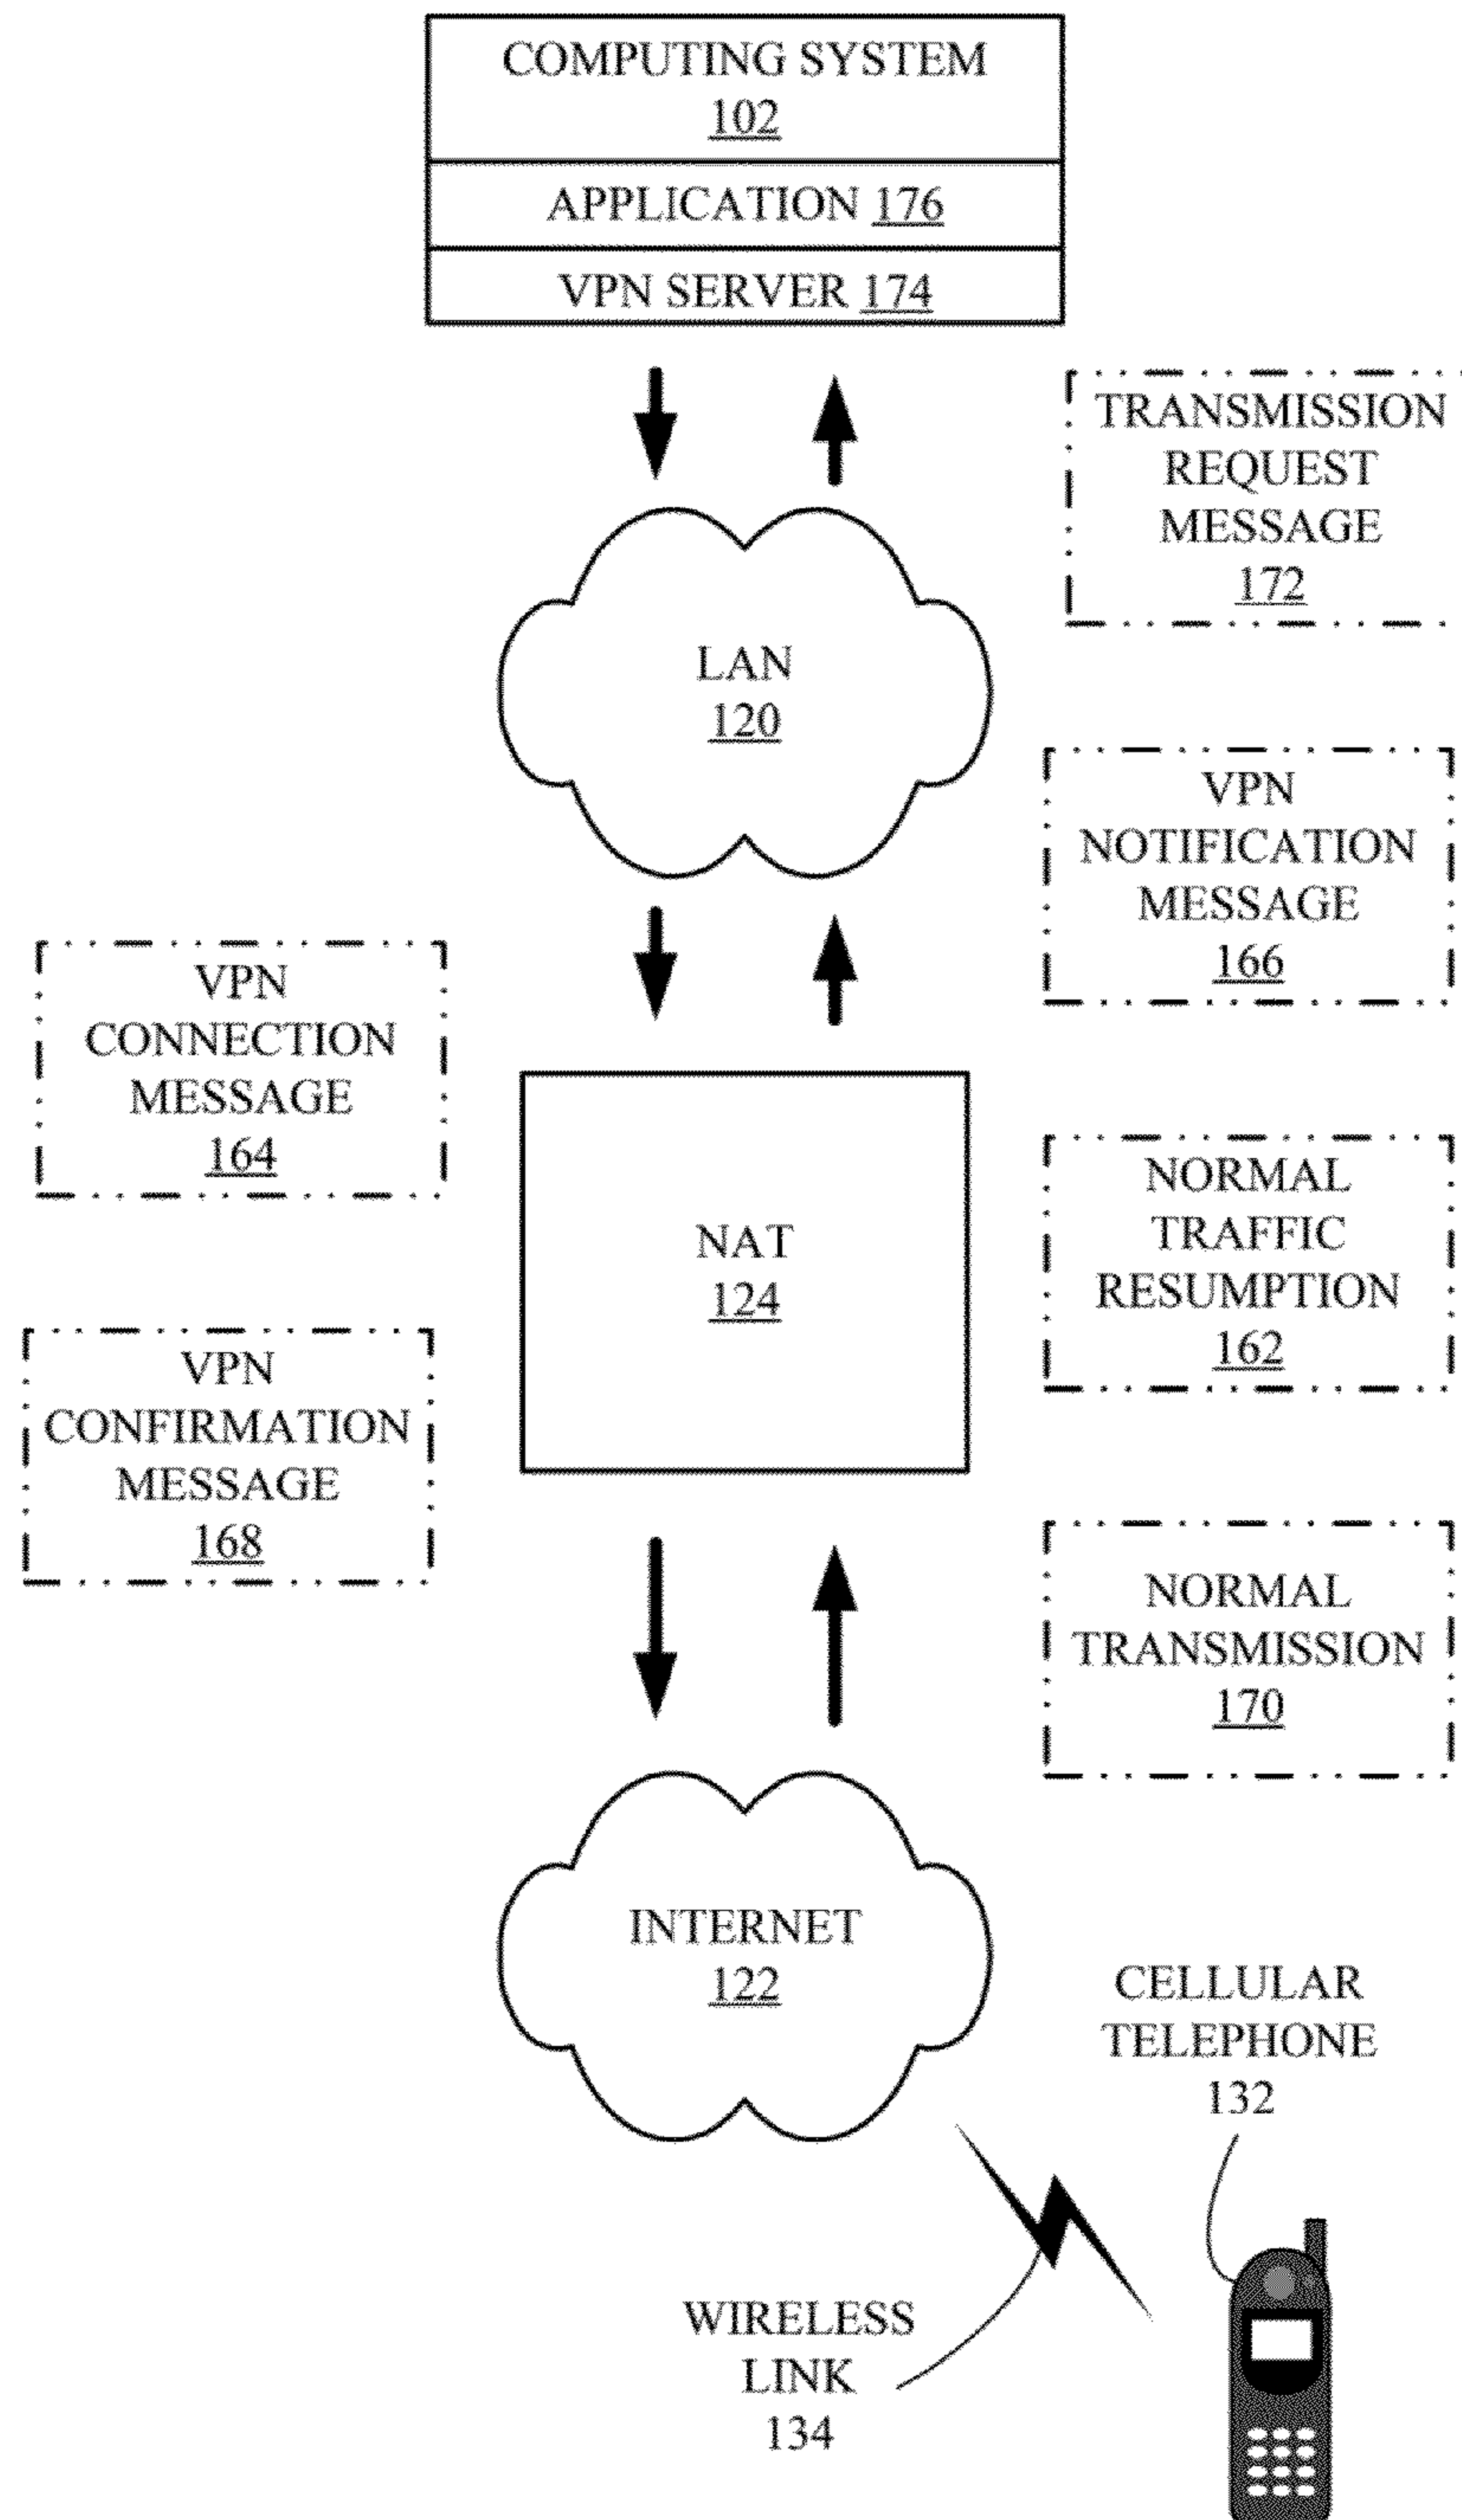 COMPUTING SYSTEM
102
APPLICATION 176
VPN SERVER 174
TRANSMISSION
REQUEST
MESSAGE
172
LAN
120
VPN
NOTIFICATION
MESSAGE
166
VPN
CONNECTION
MESSAGE
164
NAT
124
NORMAL
TRAFFIC
RESUMPTION
162
VPN
CONFIRMATION
MESSAGE
168
NORMAL
TRANSMISSION
170
INTERNET
122
CELLULAR
TELEPHONE
132
WIRELESS
LINK
134